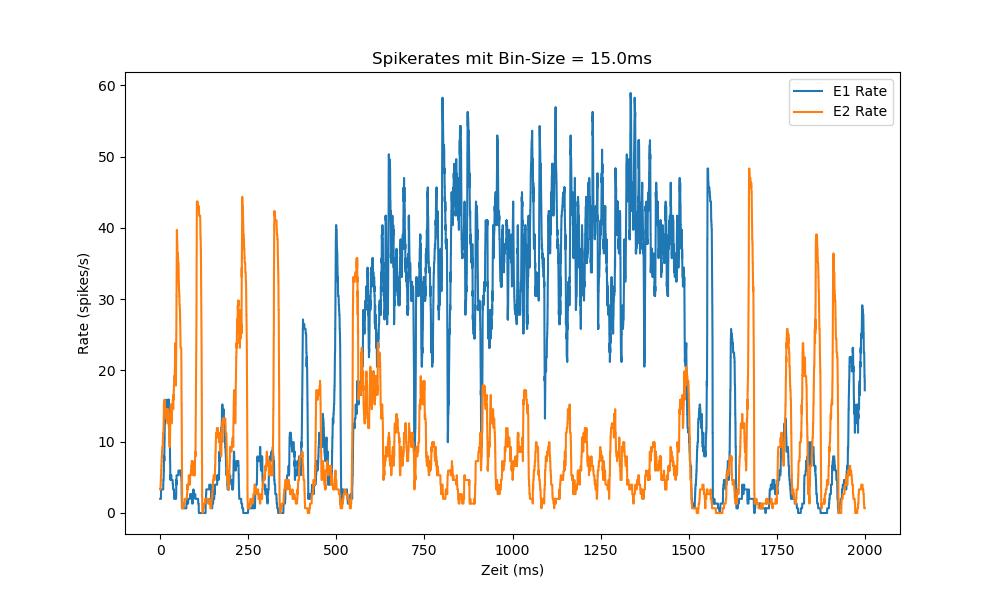 Spikerates mit Bin-Size = 15.0ms
E1 Rate
E2 Rate
60
50
40
30
20
10
0
Rate (spikes/s)
0 250 500 750 1000 1250 1500 1750 2000
Zeit (ms)